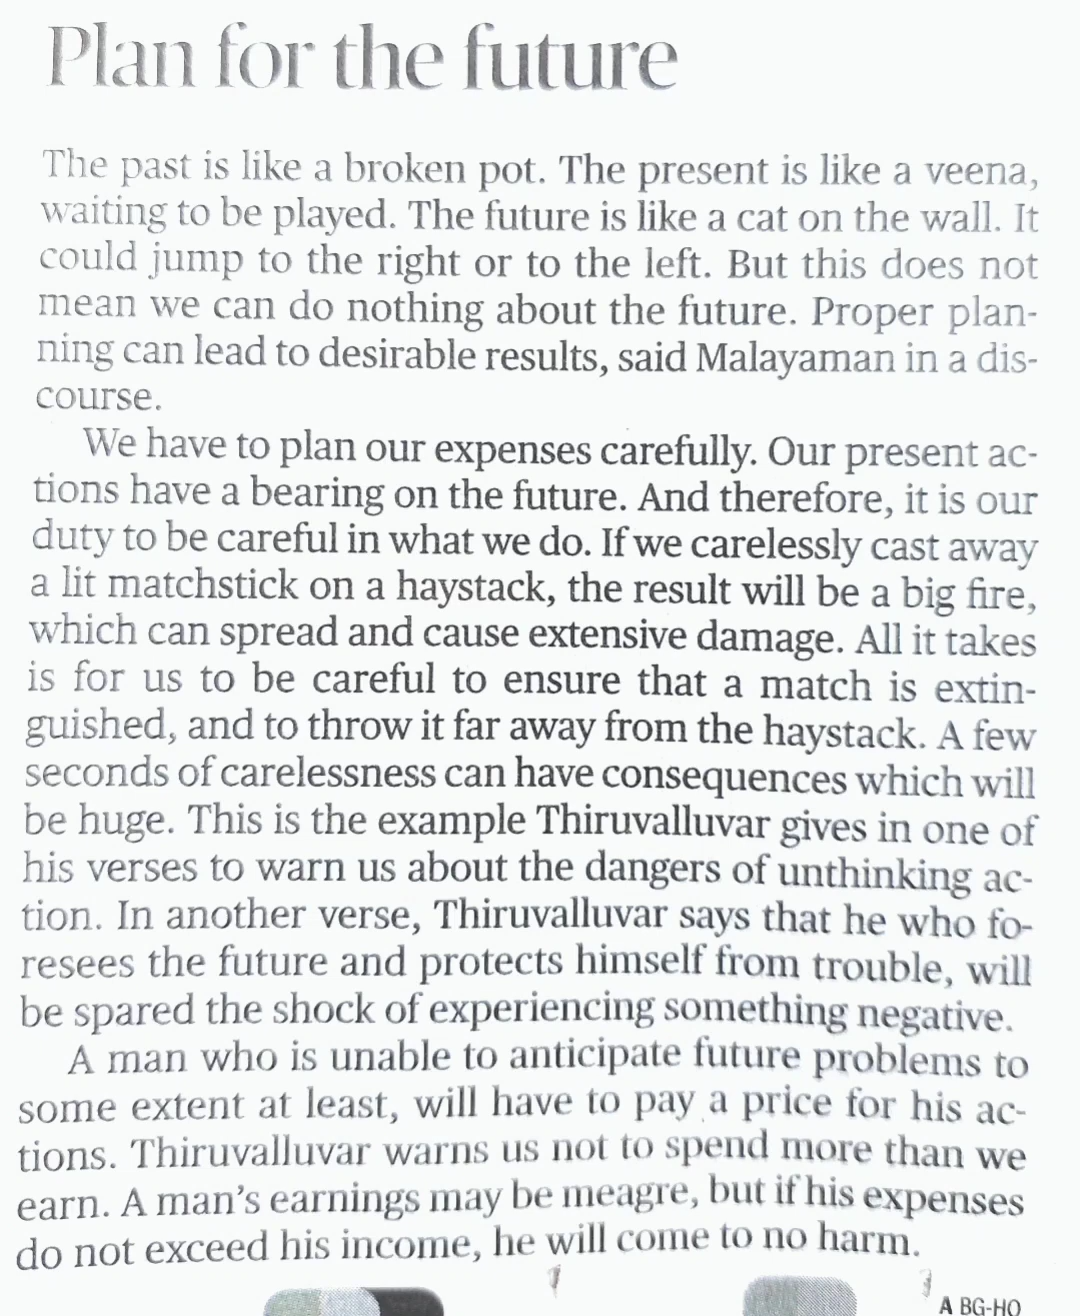 Plan for the future
The past is like a broken pot. The present is like a veena,
waiting to be played. The future is like a cat on the wall. It
could jump to the right or to the left. But this does not
mean we can do nothing about the future. Proper plan-
ning can lead to desirable results, said Malayaman in a dis-
course.
We have to plan our expenses carefully. Our present ac-
tions have a bearing on the future. And therefore, it is our
duty to be careful in what we do. If we carelessly cast away
a lit matchstick on a haystack, the result will be a big fire,
which can spread and cause extensive damage. All it takes
is for us to be careful to ensure that a match is extin-
guished, and to throw it far away from the haystack. A few
seconds of carelessness can have consequences which will
be huge. This is the example Thiruvalluvar gives in one of
his verses to warn us about the dangers of unthinking ac-
tion. In another verse, Thiruvalluvar says that he who fo-
resees the future and protects himself from trouble, will
be spared the shock of experiencing something negative.
A man who is unable to anticipate future problems to
some extent at least, will have to pay a price for his ac-
tions. Thiruvalluvar warns us not to spend more than we
earn. A man's earnings may be meagre, but if his expenses
do not exceed his income, he will come to no harm.
A BG-HO